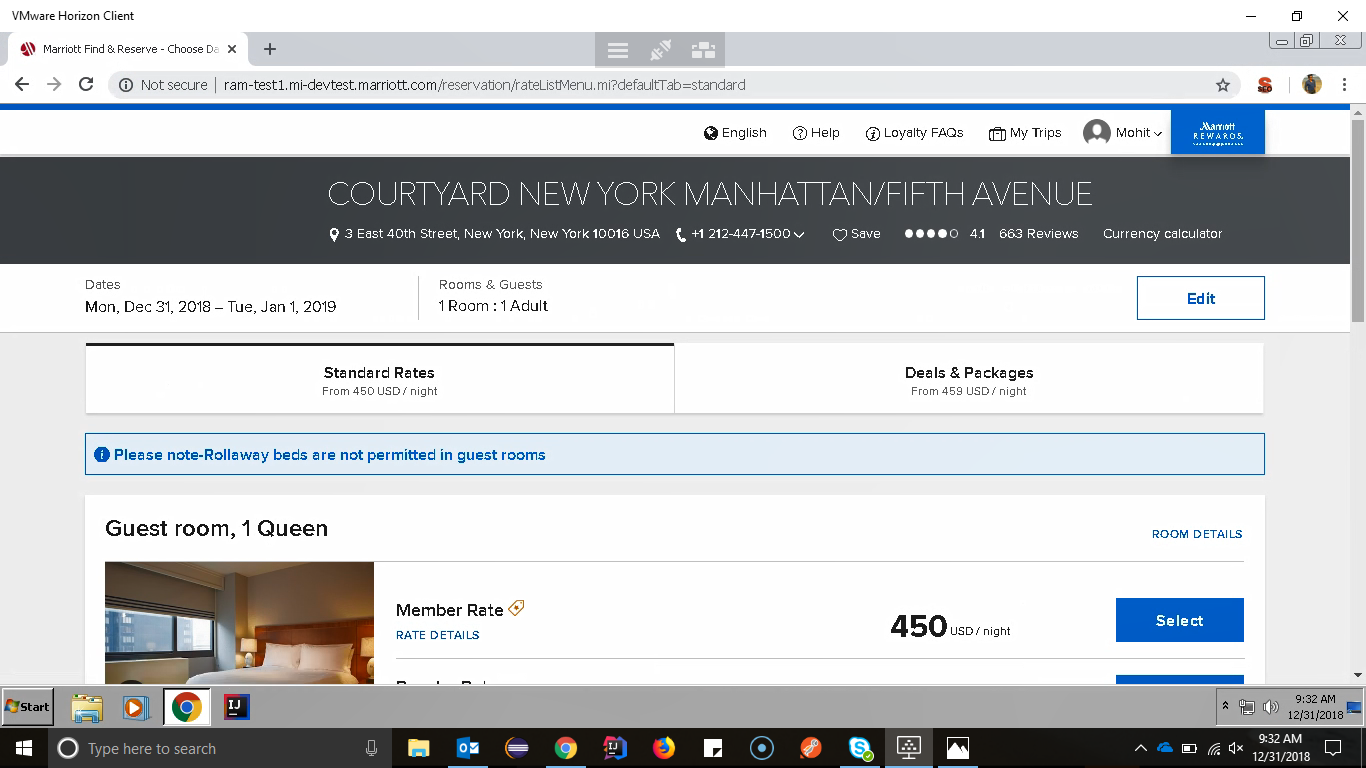 VMware Horizon Client
Marriott Find & Reserve - Choose Da
Not secure | ram-test1.mi-devtest.marriott.com/reservation/rateListMenu.mi?defaultTab=standard
English Help Loyalty FAQs My Trips Mohit
Marriott
REWARDS.
COURTYARD NEW YORK MANHATTAN/FIFTH AVENUE
3 East 40th Street, New York, New York 10016 USA +1 212-447-1500 Save 4.1 663 Reviews Currency calculator
Dates
Mon, Dec 31, 2018 – Tue, Jan 1, 2019
Rooms & Guests
1 Room : 1 Adult
Edit
Standard Rates
From 450 USD / night
Deals & Packages
From 459 USD / night
Please note-Rollaway beds are not permitted in guest rooms
Guest room, 1 Queen
ROOM DETAILS
Member Rate
RATE DETAILS
450 USD / night
Select
Start
IJ
9:32 AM
12/31/2018
Type here to search
9:32 AM
12/31/2018